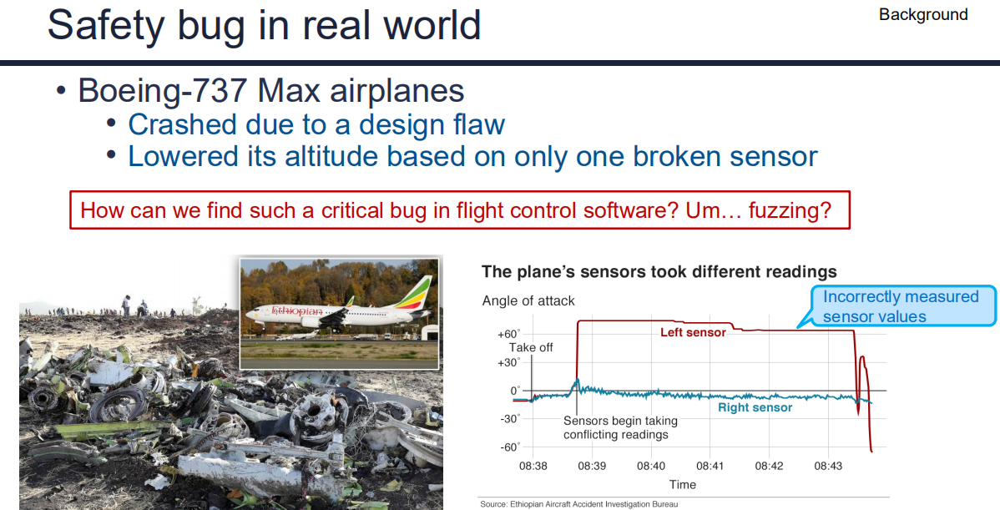 Background
Safety bug in real world
• Boeing-737 Max airplanes
• Crashed due to a design flaw
• Lowered its altitude based on only one broken sensor
How can we find such a critical bug in flight control software? Um… fuzzing?
Ethiopian
The plane's sensors took different readings
Angle of attack
Incorrectly measured
sensor values
+60°
Left sensor
Take off
+30°
0°
Right sensor
-30°
Sensors begin taking
conflicting readings
-60°
08:38 08:39 08:40 08:41 08:42 08:43
Time
Source: Ethiopian Aircraft Accident Investigation Bureau